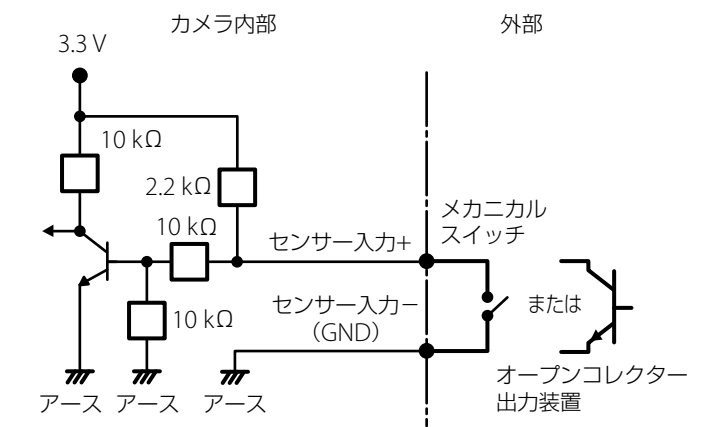 カメラ内部
外部
3.3 V
10 kΩ
2.2 kΩ
10 kΩ
センサー入力+
メカニカル
スイッチ
センサー入力−
（GND）
10 kΩ
または
アース
アース
アース
オープンコレクター
出力装置